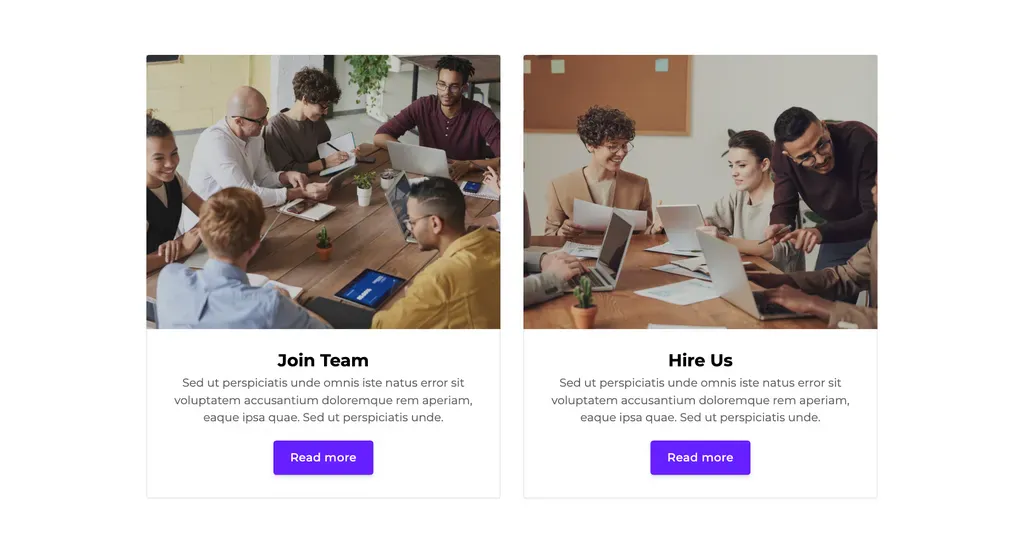 Join Team
Sed ut perspiciatis unde omnis iste natus error sit
voluptatem accusantium doloremque rem aperiam,
eaque ipsa quae. Sed ut perspiciatis unde.
Read more
Hire Us
Sed ut perspiciatis unde omnis iste natus error sit
voluptatem accusantium doloremque rem aperiam,
eaque ipsa quae. Sed ut perspiciatis unde.
Read more